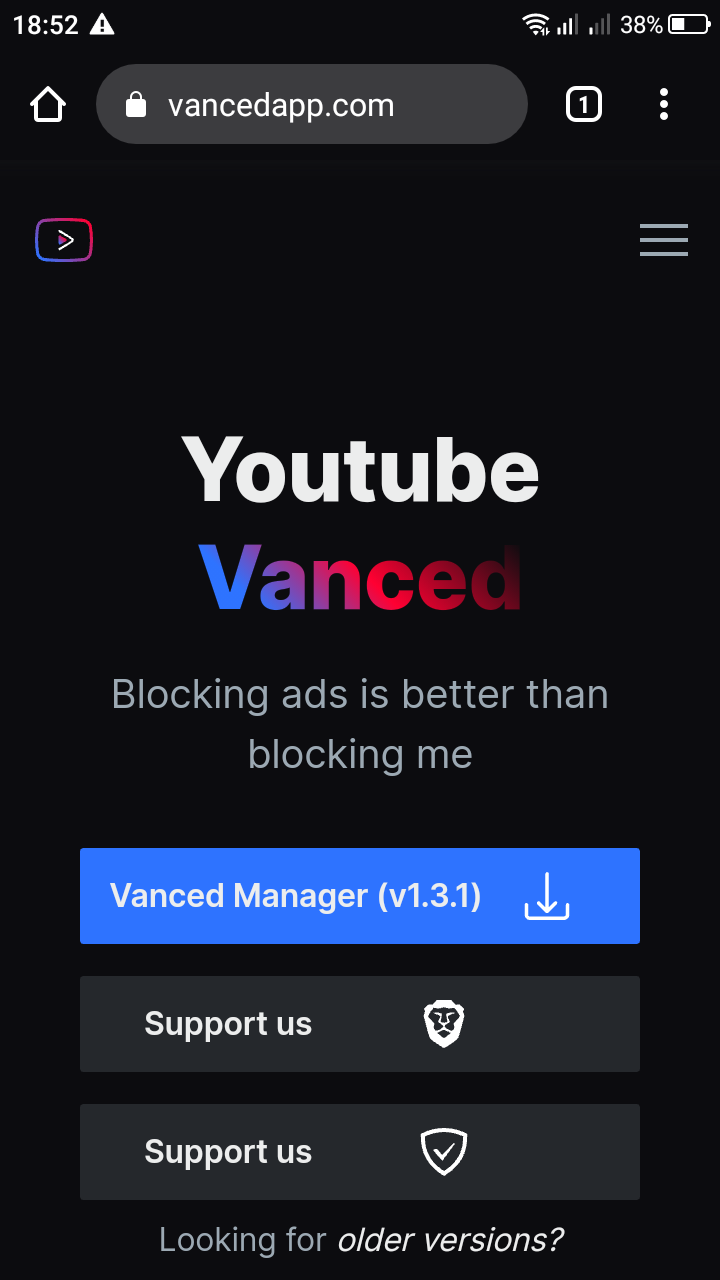 18:52
38%
vancedapp.com
1
Youtube
Vanced
Blocking ads is better than
blocking me
Vanced Manager (v1.3.1)
Support us
Support us
Looking for older versions?